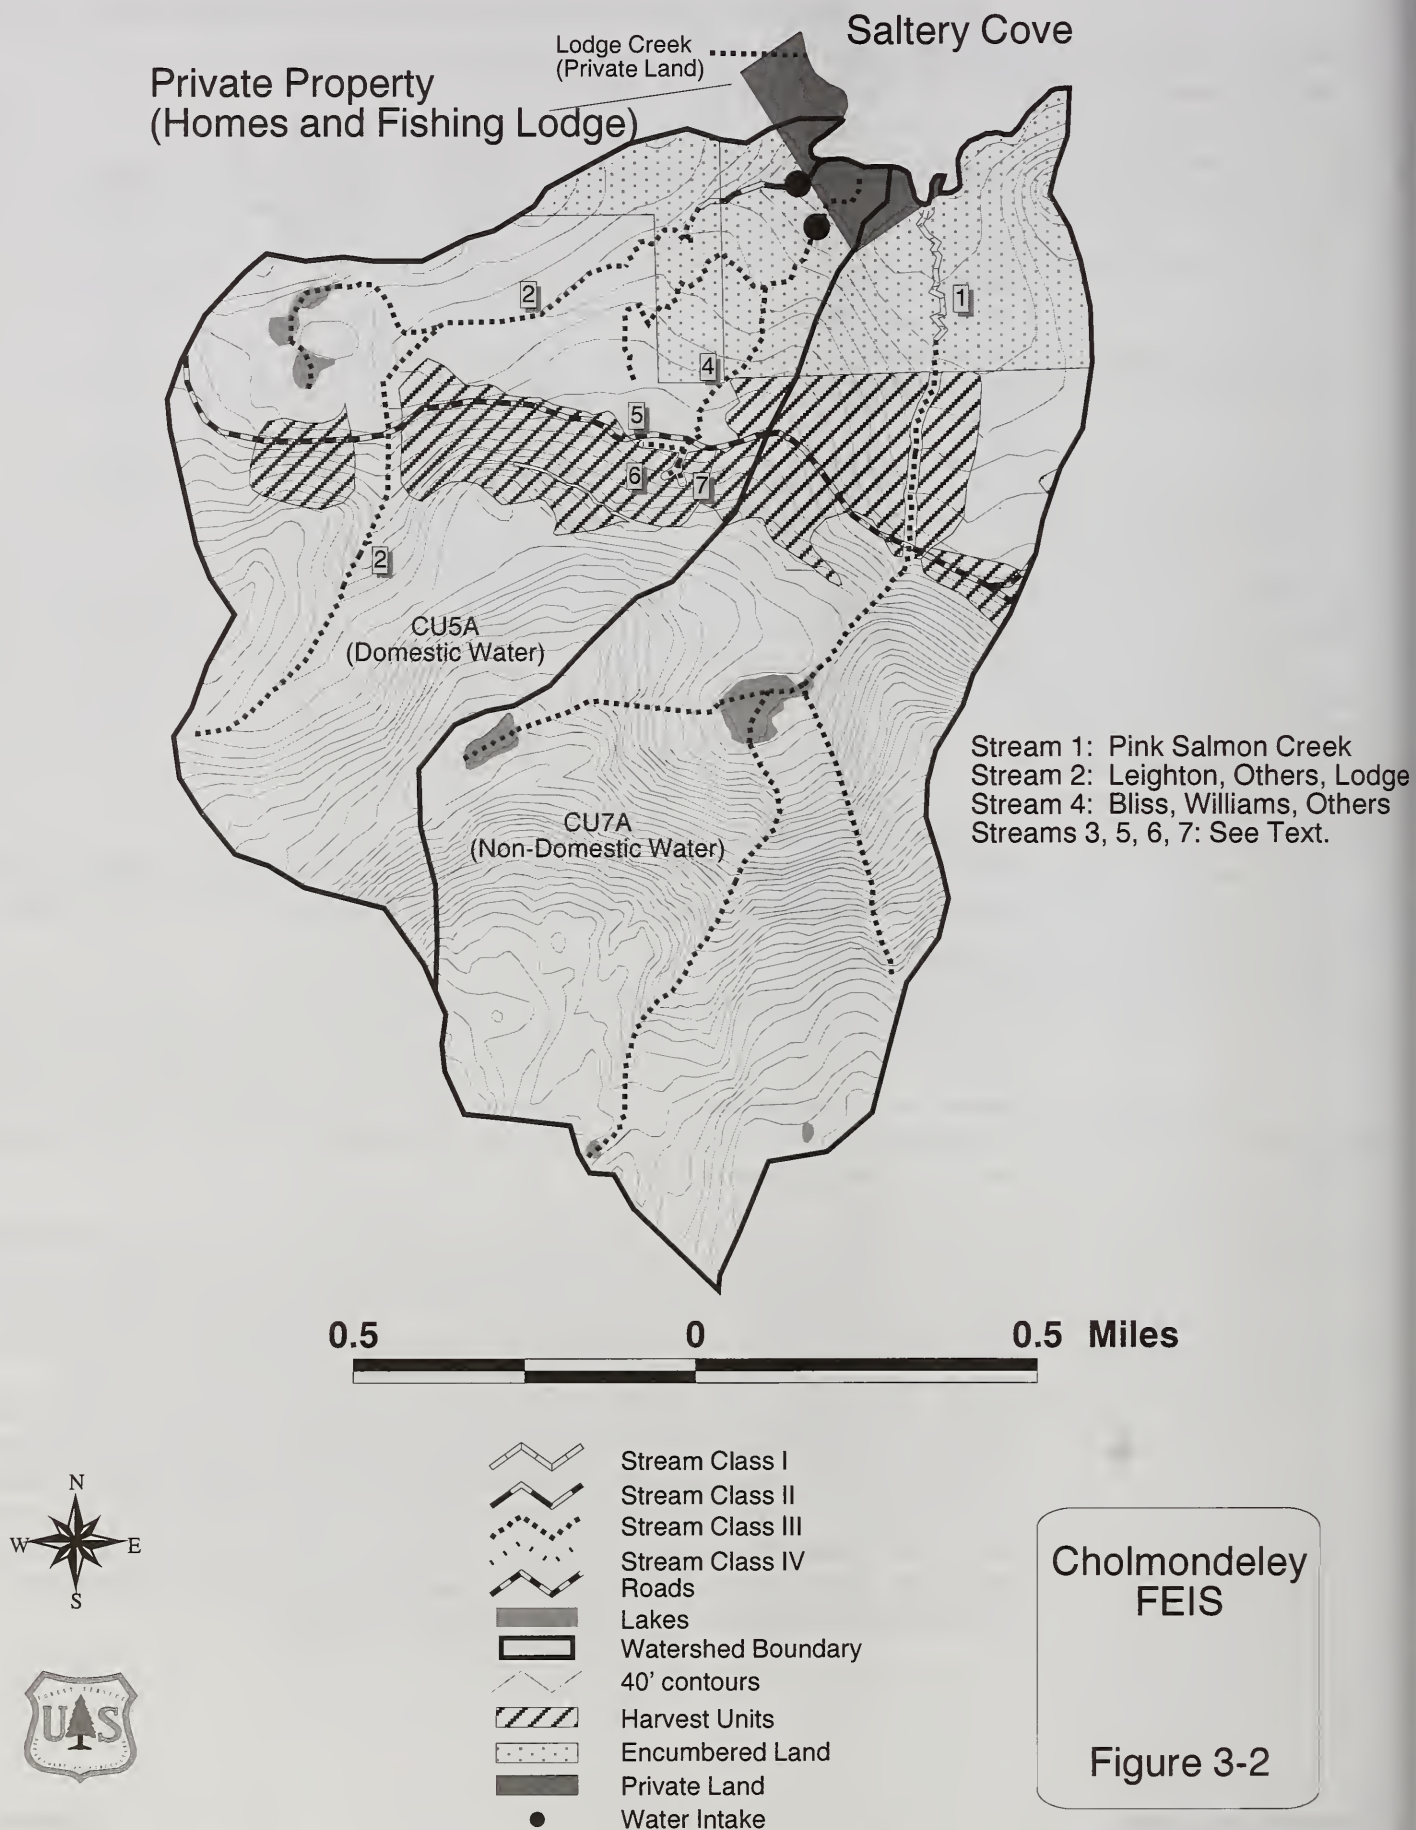 Saltery Cove
Lodge Creek
(Private Land)
Private Property
(Homes and Fishing Lodge)
2
1
4
5
6
7
2
CU5A
(Domestic Water)
Stream 1: Pink Salmon Creek
Stream 2: Leighton, Others, Lodge
Stream 4: Bliss, Williams, Others
Streams 3, 5, 6, 7: See Text.
CU7A
(Non-Domestic Water)
0.5 0 0.5 Miles
N
W E
S
Stream Class I
Stream Class II
Stream Class III
Stream Class IV
Roads
Lakes
Watershed Boundary
40' contours
Harvest Units
Encumbered Land
Private Land
Water Intake
FOREST SERVICE
U S
Cholmondeley
FEIS
Figure 3-2